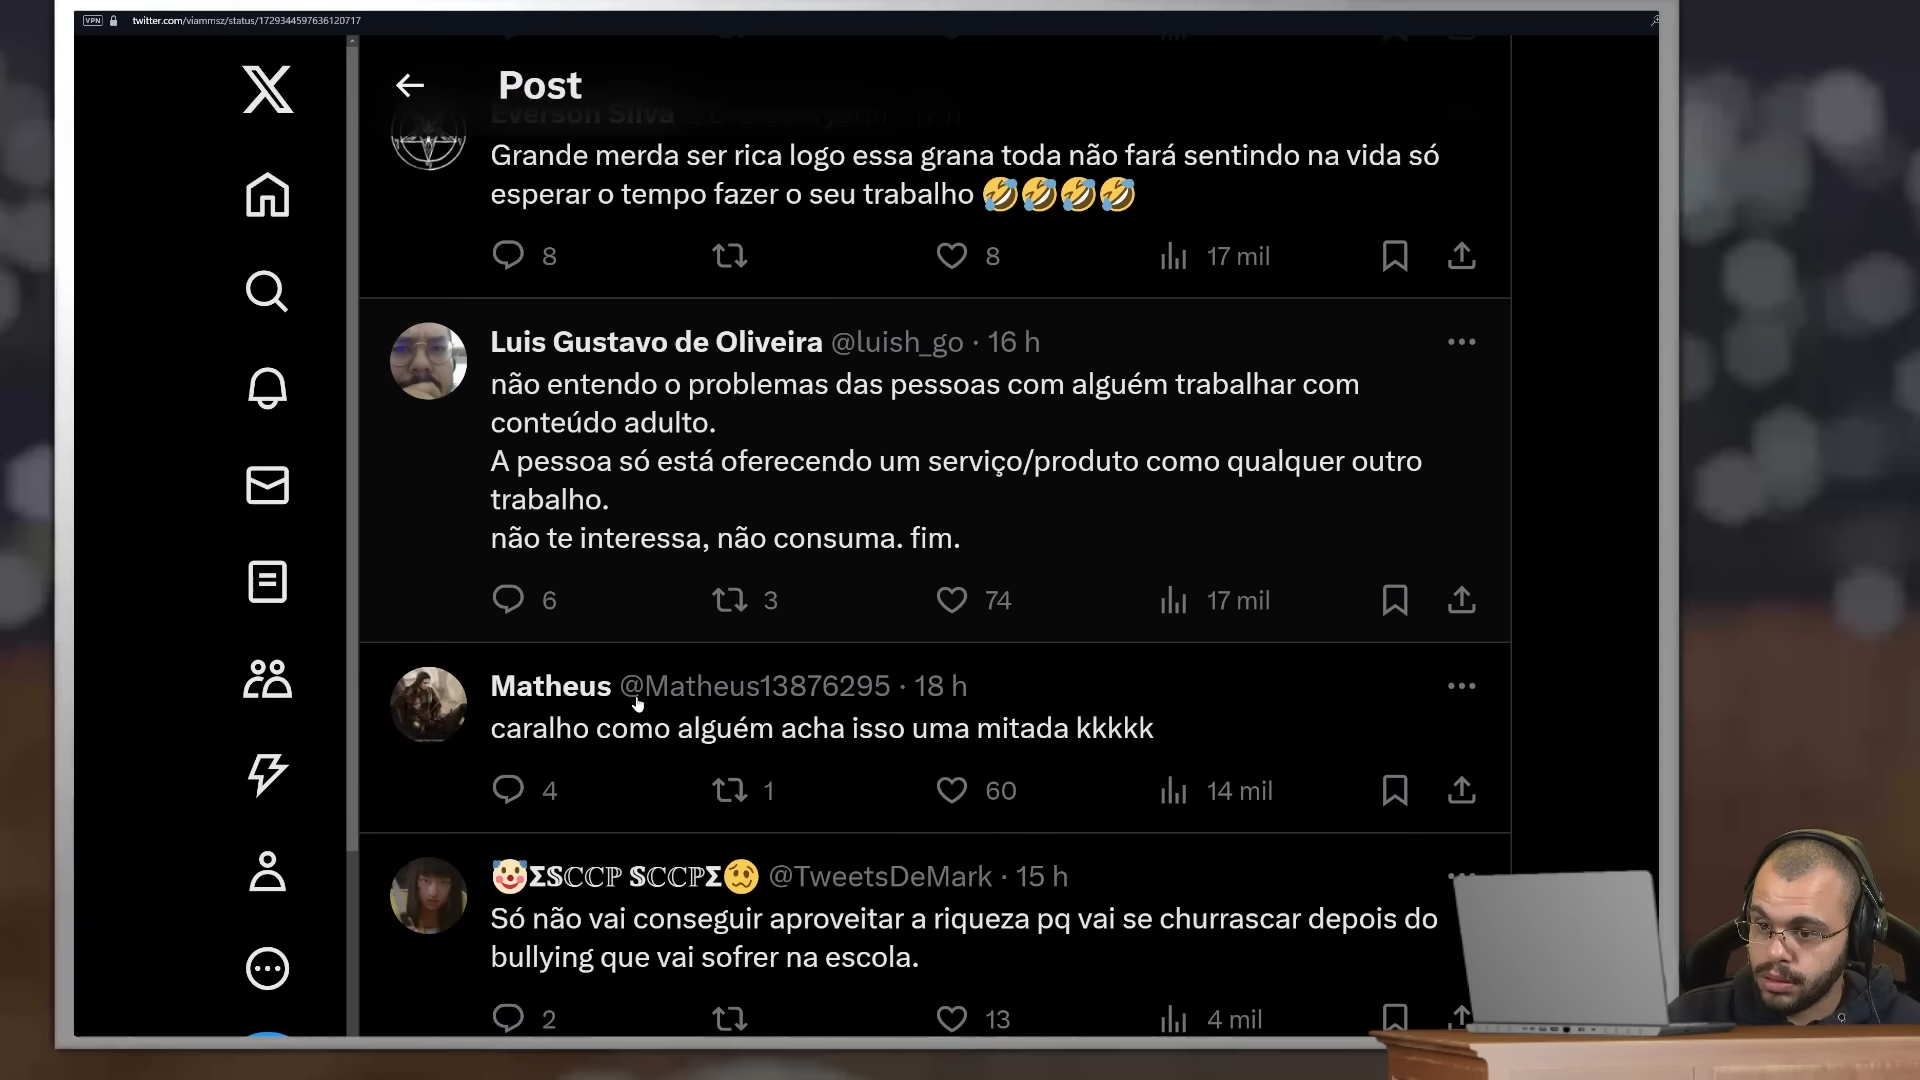 VPN twitter.com/viammsz/status/1729344597636120717
Post
Everson Silva
Grande merda ser rica logo essa grana toda não fará sentindo na vida só
esperar o tempo fazer o seu trabalho 🤣🤣🤣🤣
8 8 17 mil
Luis Gustavo de Oliveira @luish_go · 16 h
não entendo o problemas das pessoas com alguém trabalhar com
conteúdo adulto.
A pessoa só está oferecendo um serviço/produto como qualquer outro
trabalho.
não te interessa, não consuma. fim.
6 3 74 17 mil
Matheus @Matheus13876295 · 18 h
caralho como alguém acha isso uma mitada kkkkk
4 1 60 14 mil
🤡Σ𝕊ℂℂℙ 𝕊ℂℂℙΣ🥴 @TweetsDeMark · 15 h
Só não vai conseguir aproveitar a riqueza pq vai se churrascar depois do
bullying que vai sofrer na escola.
2 13 4 mil